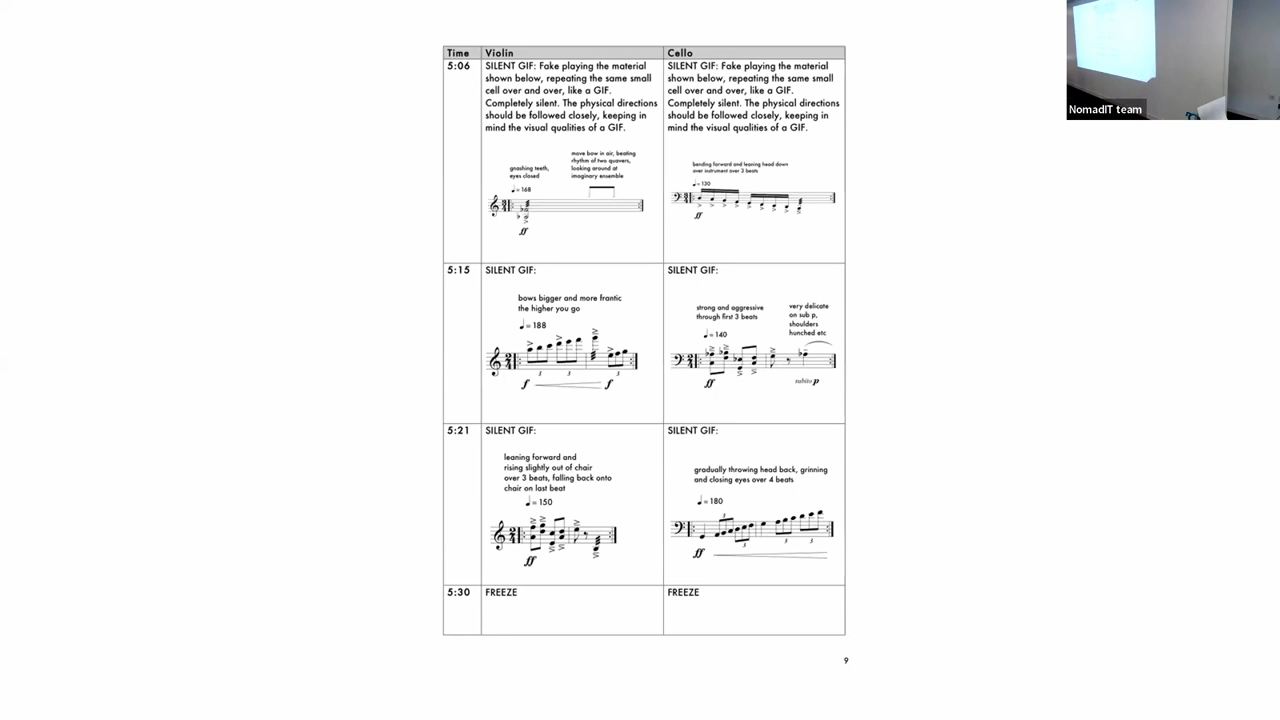 Time Violin Cello
5:06 SILENT GIF: Fake playing the material SILENT GIF: Fake playing the material
shown below, repeating the same small shown below, repeating the same small
cell over and over, like a GIF. cell over and over, like a GIF.
Completely silent. The physical directions Completely silent. The physical directions
should be followed closely, keeping in should be followed closely, keeping in
mind the visual qualities of a GIF. mind the visual qualities of a GIF.
gnashing teeth,
eyes closed
move bow in air, beating
rhythm of two quavers,
looking around at
imaginary ensemble
♩= 168
ff
bending forward and leaning head down
over instrument over 3 beats
♩= 130
ff
5:15 SILENT GIF: SILENT GIF:
bows bigger and more frantic
the higher you go
♩= 188
3 3 3
f f
strong and aggressive
through first 3 beats
very delicate
on sub p,
shoulders
hunched etc
♩= 140
ff subito p
5:21 SILENT GIF: SILENT GIF:
leaning forward and
rising slightly out of chair
over 3 beats, falling back onto
chair on last beat
♩= 150
ff
gradually throwing head back, grinning
and closing eyes over 4 beats
♩= 180
3
3 3 3
ff
5:30 FREEZE FREEZE
9
NomadIT team